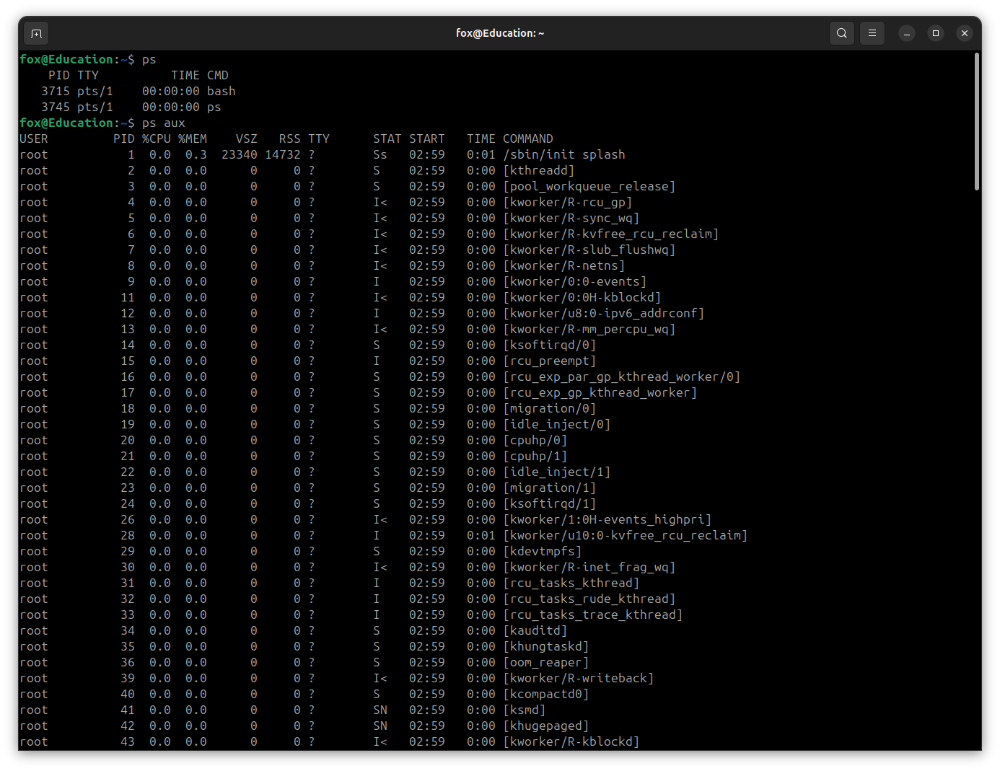 fox@Education: ~
fox@Education:~$ ps
    PID TTY          TIME CMD
   3715 pts/1    00:00:00 bash
   3745 pts/1    00:00:00 ps
fox@Education:~$ ps aux
USER         PID %CPU %MEM    VSZ   RSS TTY      STAT START   TIME COMMAND
root           1  0.0  0.3  23340 14732 ?        Ss   02:59   0:01 /sbin/init splash
root           2  0.0  0.0      0     0 ?        S    02:59   0:00 [kthreadd]
root           3  0.0  0.0      0     0 ?        S    02:59   0:00 [pool_workqueue_release]
root           4  0.0  0.0      0     0 ?        I<   02:59   0:00 [kworker/R-rcu_gp]
root           5  0.0  0.0      0     0 ?        I<   02:59   0:00 [kworker/R-sync_wq]
root           6  0.0  0.0      0     0 ?        I<   02:59   0:00 [kworker/R-kvfree_rcu_reclaim]
root           7  0.0  0.0      0     0 ?        I<   02:59   0:00 [kworker/R-slub_flushwq]
root           8  0.0  0.0      0     0 ?        I<   02:59   0:00 [kworker/R-netns]
root           9  0.0  0.0      0     0 ?        I    02:59   0:00 [kworker/0:0-events]
root          11  0.0  0.0      0     0 ?        I<   02:59   0:00 [kworker/0:0H-kblockd]
root          12  0.0  0.0      0     0 ?        I    02:59   0:00 [kworker/u8:0-ipv6_addrconf]
root          13  0.0  0.0      0     0 ?        I<   02:59   0:00 [kworker/R-mm_percpu_wq]
root          14  0.0  0.0      0     0 ?        S    02:59   0:00 [ksoftirqd/0]
root          15  0.0  0.0      0     0 ?        I    02:59   0:00 [rcu_preempt]
root          16  0.0  0.0      0     0 ?        S    02:59   0:00 [rcu_exp_par_gp_kthread_worker/0]
root          17  0.0  0.0      0     0 ?        S    02:59   0:00 [rcu_exp_gp_kthread_worker]
root          18  0.0  0.0      0     0 ?        S    02:59   0:00 [migration/0]
root          19  0.0  0.0      0     0 ?        S    02:59   0:00 [idle_inject/0]
root          20  0.0  0.0      0     0 ?        S    02:59   0:00 [cpuhp/0]
root          21  0.0  0.0      0     0 ?        S    02:59   0:00 [cpuhp/1]
root          22  0.0  0.0      0     0 ?        S    02:59   0:00 [idle_inject/1]
root          23  0.0  0.0      0     0 ?        S    02:59   0:00 [migration/1]
root          24  0.0  0.0      0     0 ?        S    02:59   0:00 [ksoftirqd/1]
root          26  0.0  0.0      0     0 ?        I<   02:59   0:00 [kworker/1:0H-events_highpri]
root          28  0.0  0.0      0     0 ?        I    02:59   0:01 [kworker/u10:0-kvfree_rcu_reclaim]
root          29  0.0  0.0      0     0 ?        S    02:59   0:00 [kdevtmpfs]
root          30  0.0  0.0      0     0 ?        I<   02:59   0:00 [kworker/R-inet_frag_wq]
root          31  0.0  0.0      0     0 ?        I    02:59   0:00 [rcu_tasks_kthread]
root          32  0.0  0.0      0     0 ?        I    02:59   0:00 [rcu_tasks_rude_kthread]
root          33  0.0  0.0      0     0 ?        I    02:59   0:00 [rcu_tasks_trace_kthread]
root          34  0.0  0.0      0     0 ?        S    02:59   0:00 [kauditd]
root          35  0.0  0.0      0     0 ?        S    02:59   0:00 [khungtaskd]
root          36  0.0  0.0      0     0 ?        S    02:59   0:00 [oom_reaper]
root          39  0.0  0.0      0     0 ?        I<   02:59   0:00 [kworker/R-writeback]
root          40  0.0  0.0      0     0 ?        S    02:59   0:00 [kcompactd0]
root          41  0.0  0.0      0     0 ?        SN   02:59   0:00 [ksmd]
root          42  0.0  0.0      0     0 ?        SN   02:59   0:00 [khugepaged]
root          43  0.0  0.0      0     0 ?        I<   02:59   0:00 [kworker/R-kblockd]